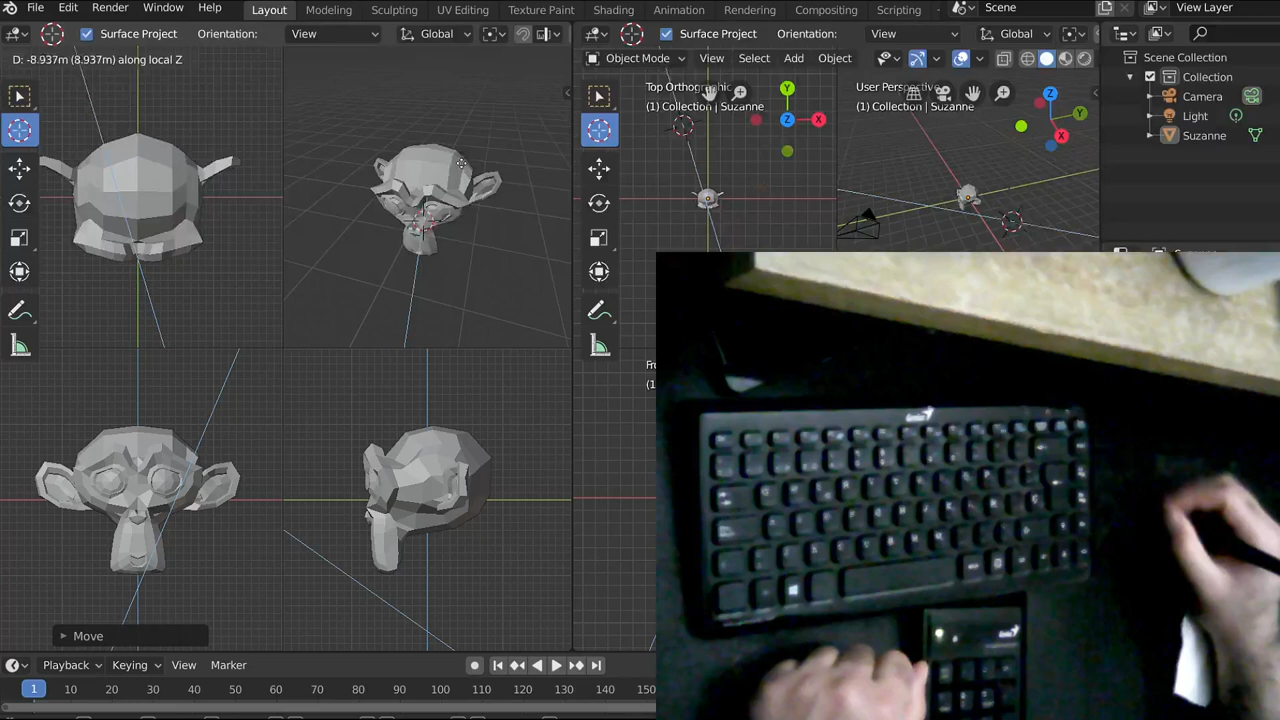 File Edit Render Window Help Layout Modeling Sculpting UV Editing Texture Paint Shading Animation Rendering Compositing Scripting Scene View Layer
Surface Project Orientation: View Global Surface Project Orientation: View Global
D: -8.937m (8.937m) along local Z
Object Mode View Select Add Object
Scene Collection
Collection
Camera
Light
Suzanne
Top Orthographic
(1) Collection | Suzanne
User Perspective
(1) Collection | Suzanne
Y
Z
X
Z
Y
X
Move
Playback Keying View Marker
1 10 20 30 40 50 60 70 80 90 100 110 120 130 140 150
Genius